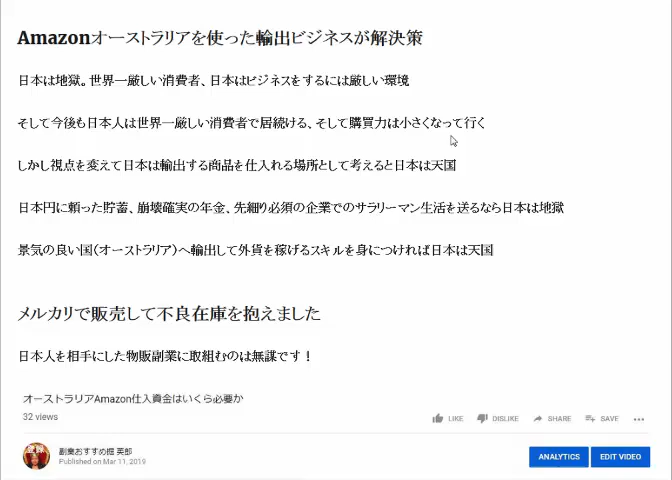 Amazonオーストラリアを使った輸出ビジネスが解決策
日本は地獄。世界一厳しい消費者、日本はビジネスをするには厳しい環境
そして今後も日本人は世界一厳しい消費者で居続ける、そして購買力は小さくなって行く
しかし視点を変えて日本は輸出する商品を仕入れる場所として考えると日本は天国
日本円に頼った貯蓄、崩壊確実の年金、先細り必須の企業でのサラリーマン生活を送るなら日本は地獄
景気の良い国（オーストラリア）へ輸出して外貨を稼げるスキルを身につければ日本は天国
メルカリで販売して不良在庫を抱えました
日本人を相手にした物販副業に取組むのは無謀です！
オーストラリアAmazon仕入資金はいくら必要か
32 views
LIKE DISLIKE SHARE SAVE
副業おすすめ堀 英郎
Published on Mar 11, 2019
ANALYTICS EDIT VIDEO